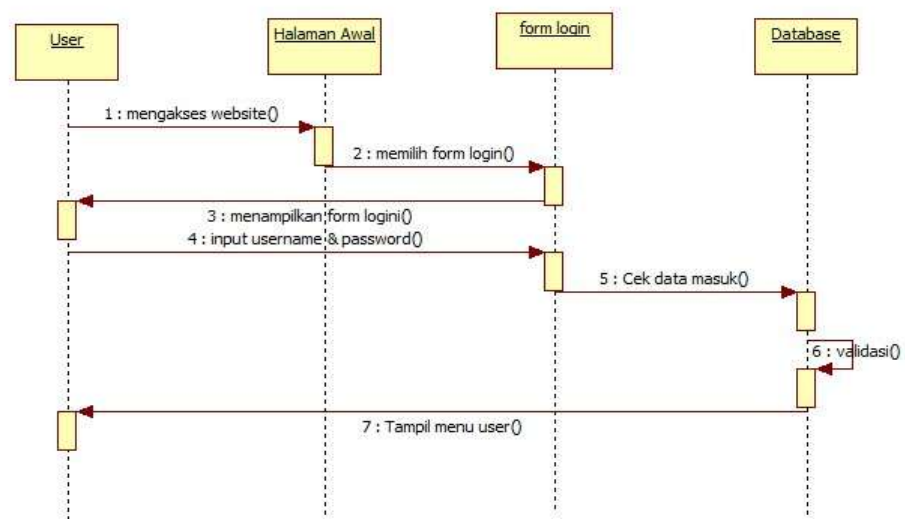 User
Halaman Awal
form login
Database
1 : mengakses website()
2 : memilih form login()
3 : menampilkan form logini()
4 : input username & password()
5 : Cek data masuk()
6 : validasi()
7 : Tampil menu user()